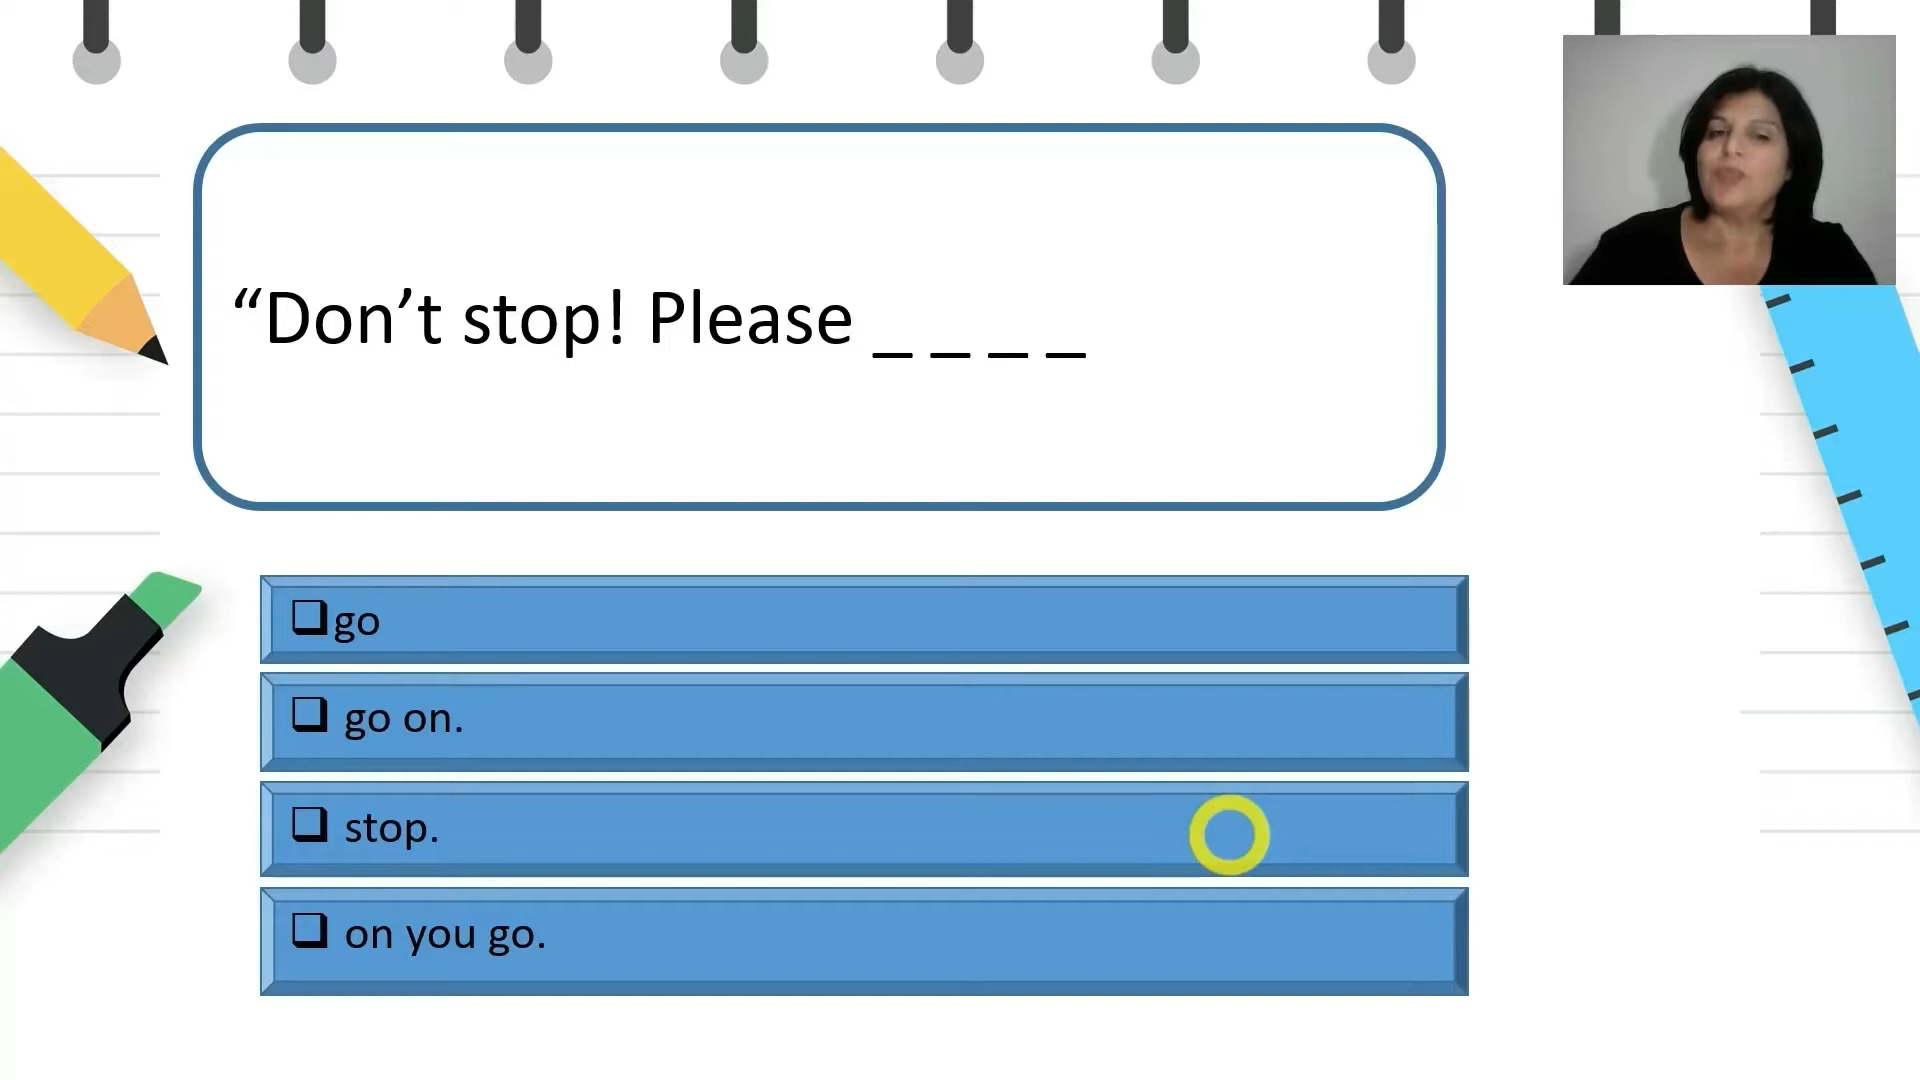 “Don’t stop! Please _ _ _ _
go
go on.
stop.
on you go.